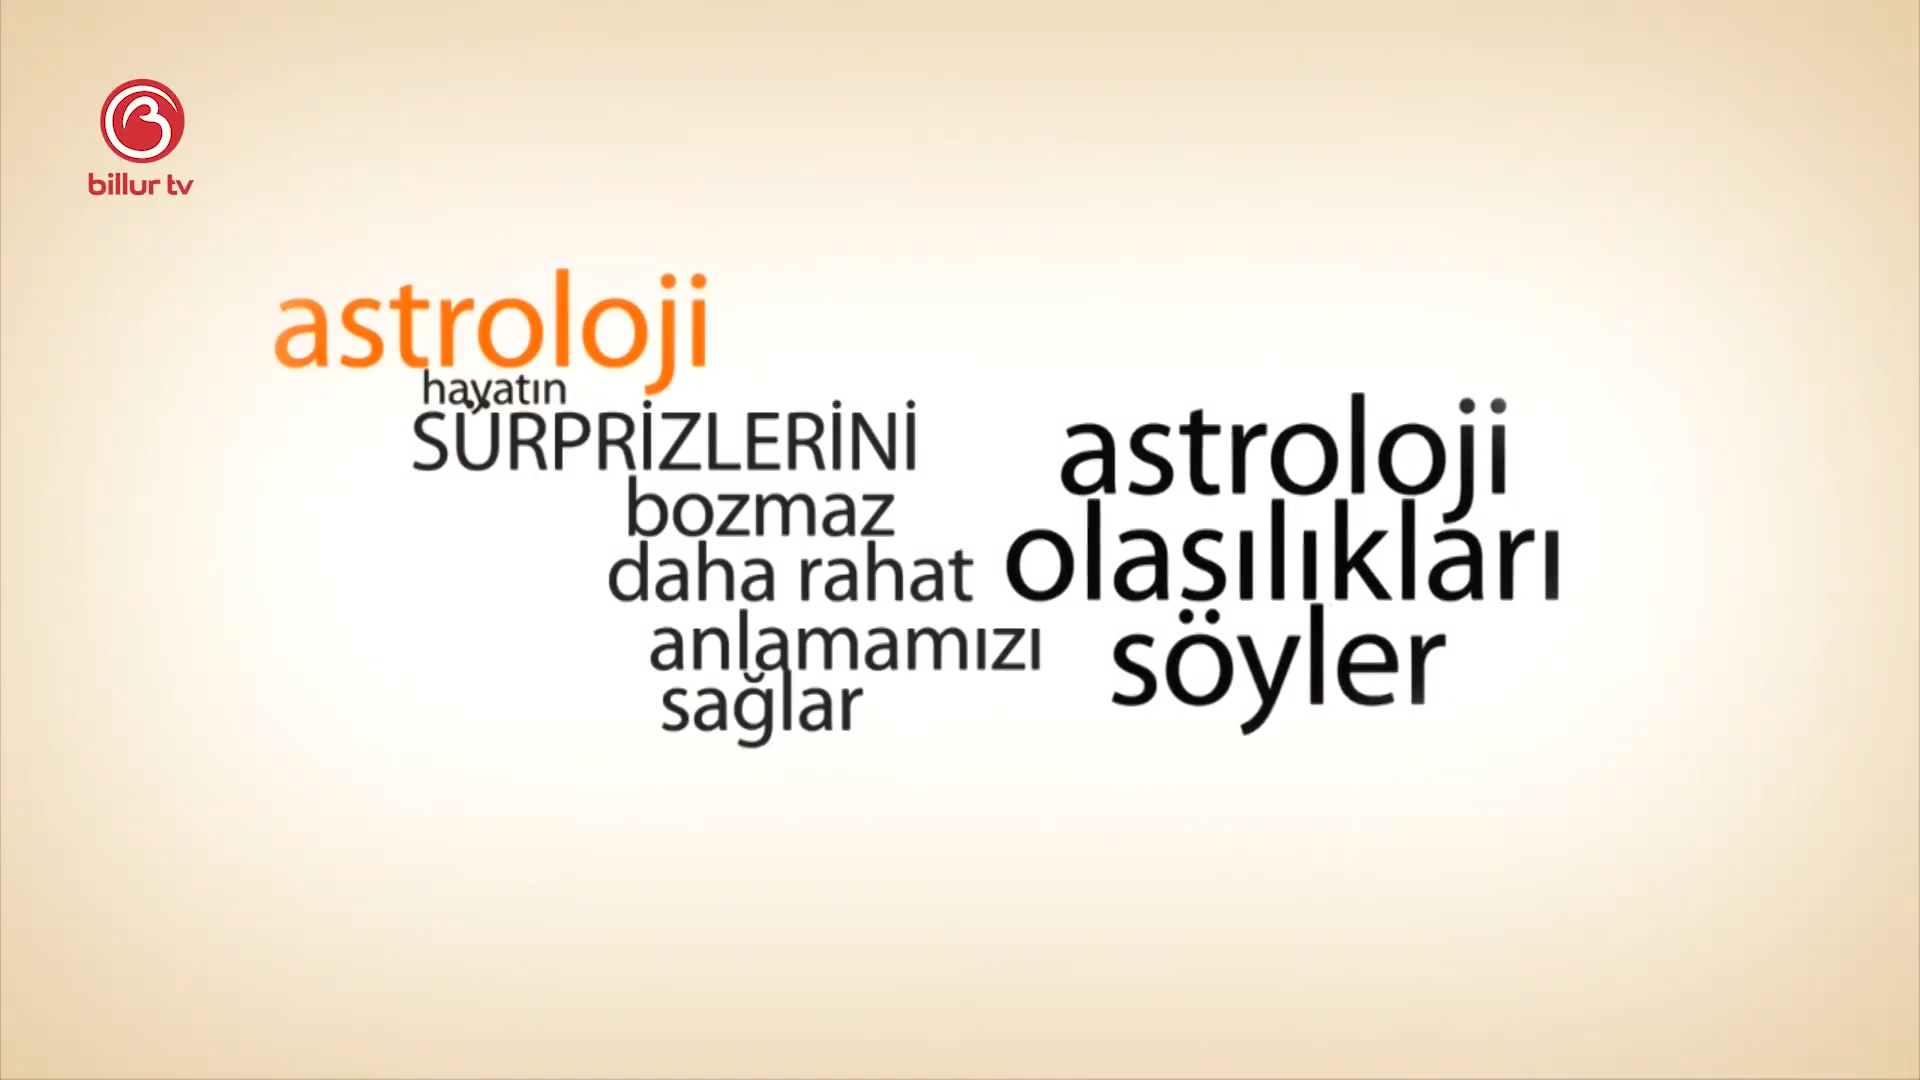 billur tv
astroloji
hayatın
SÜRPRİZLERİNİ
bozmaz
daha rahat
anlamamızı
sağlar
astroloji
olasılıkları
söyler